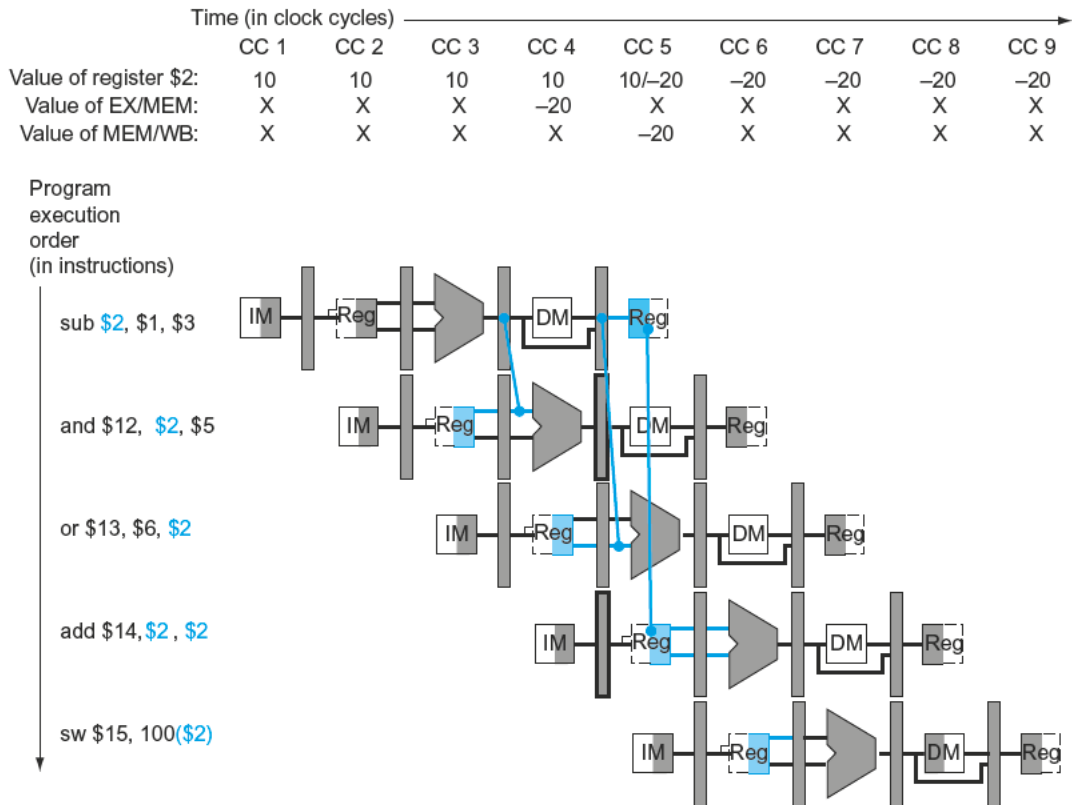 Time (in clock cycles)
CC 1 CC 2 CC 3 CC 4 CC 5 CC 6 CC 7 CC 8 CC 9
Value of register $2: 10 10 10 10 10/–20 –20 –20 –20 –20
Value of EX/MEM: X X X –20 X X X X X
Value of MEM/WB: X X X X –20 X X X X
Program
execution
order
(in instructions)
sub $2, $1, $3 IM Reg DM Reg
and $12, $2, $5 IM Reg DM Reg
or $13, $6, $2 IM Reg DM Reg
add $14,$2 , $2 IM Reg DM Reg
sw $15, 100($2) IM Reg DM Reg